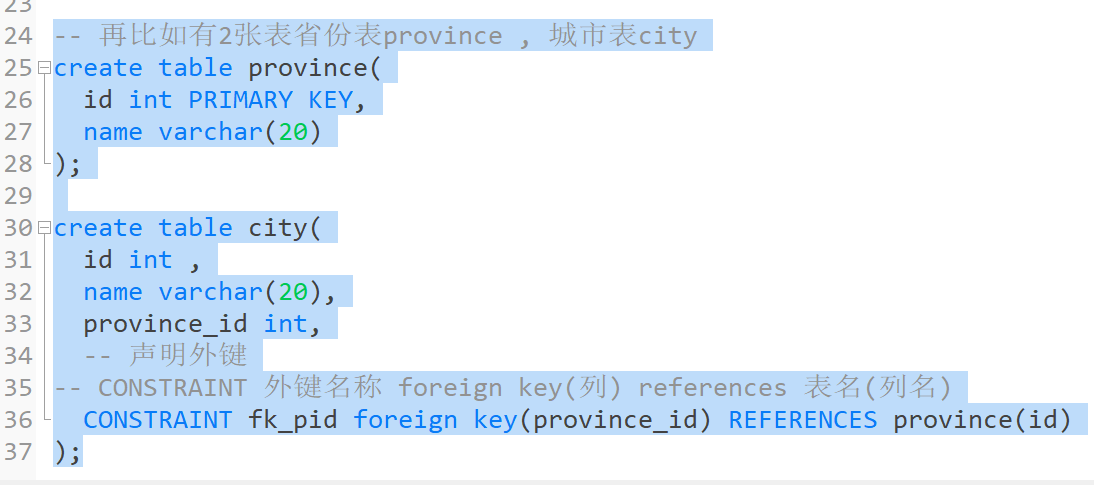 23
24 -- 再比如有2张表省份表province , 城市表city
25 create table province(
26   id int PRIMARY KEY,
27   name varchar(20)
28 );
29
30 create table city(
31   id int ,
32   name varchar(20),
33   province_id int,
34   -- 声明外键
35 -- CONSTRAINT 外键名称 foreign key(列) references 表名(列名)
36   CONSTRAINT fk_pid foreign key(province_id) REFERENCES province(id)
37 );